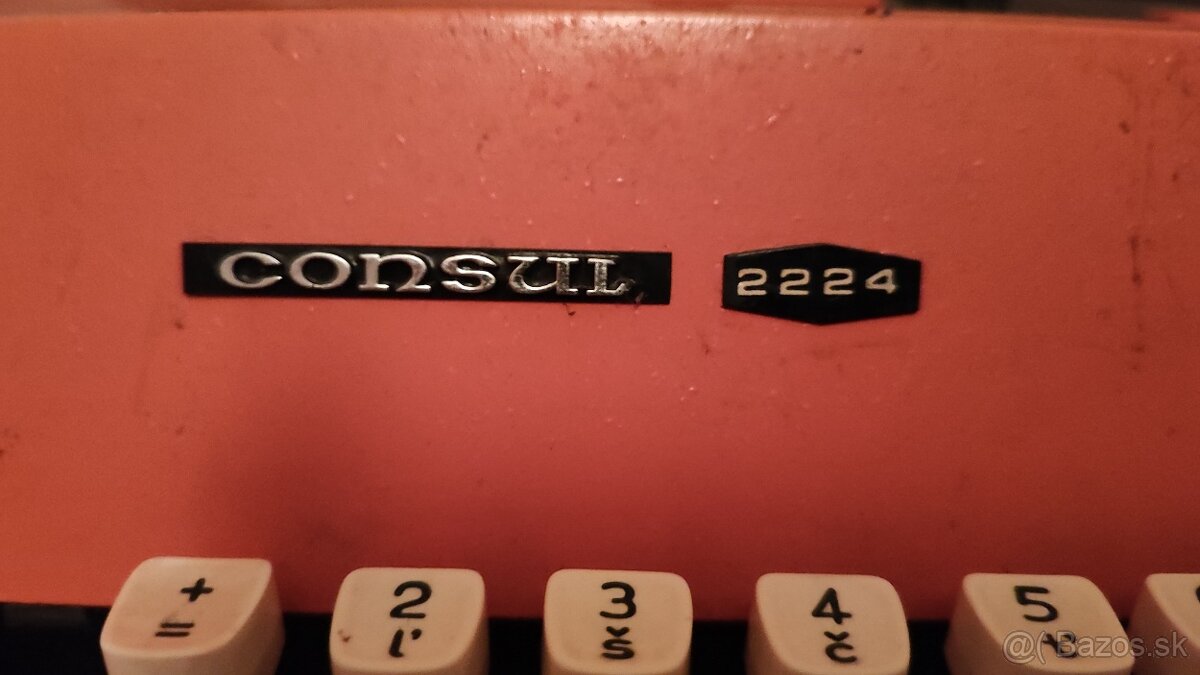 CONSUL 2224
+ 2 3 4 5
= ľ š č
@( Bazos.sk